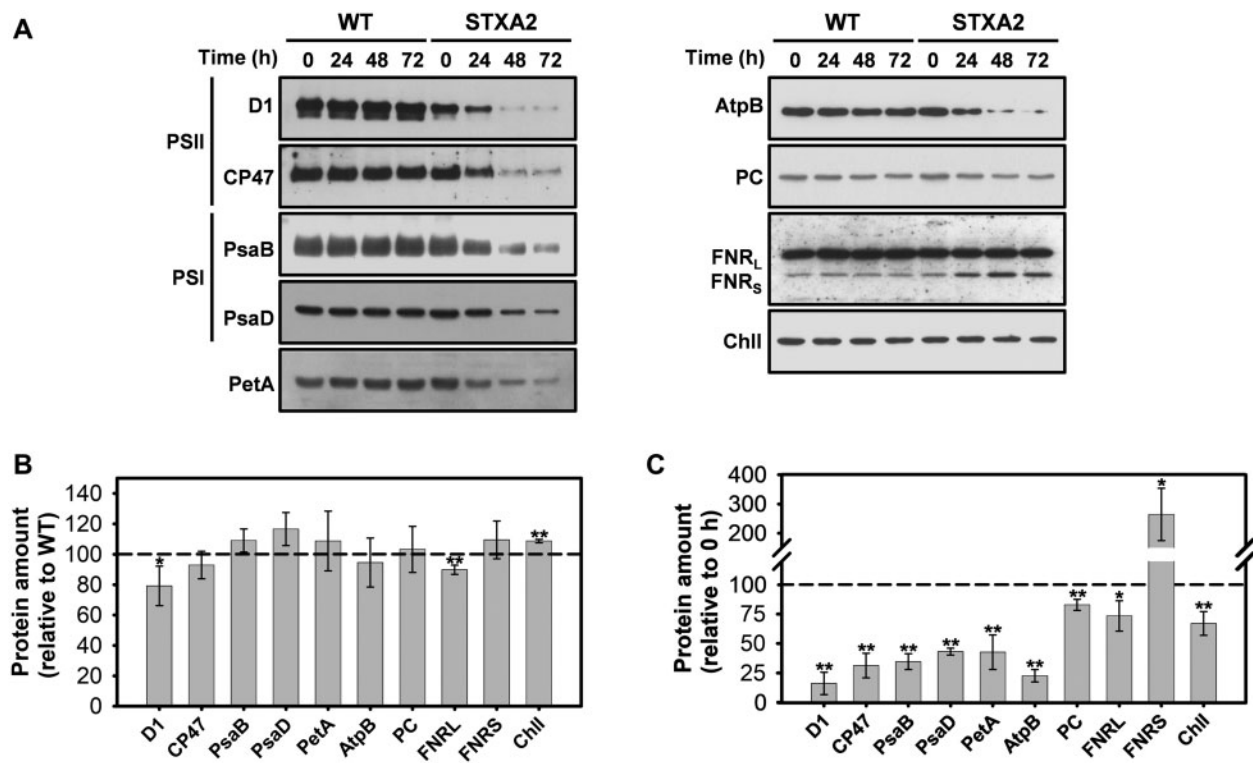 A
WT STXA2
Time (h) 0 24 48 72 0 24 48 72
PSII
D1
CP47
PSI
PsaB
PsaD
PetA
WT STXA2
Time (h) 0 24 48 72 0 24 48 72
AtpB
PC
FNRL
FNRS
ChlI
B
Protein amount
(relative to WT)
140
120
100
80
60
40
20
0
* ** **
D1 CP47 PsaB PsaD PetA AtpB PC FNRL FNRS ChlI
C
Protein amount
(relative to 0 h)
400
300
200
100
75
50
25
0
** ** ** ** ** ** ** * * **
D1 CP47 PsaB PsaD PetA AtpB PC FNRL FNRS ChlI